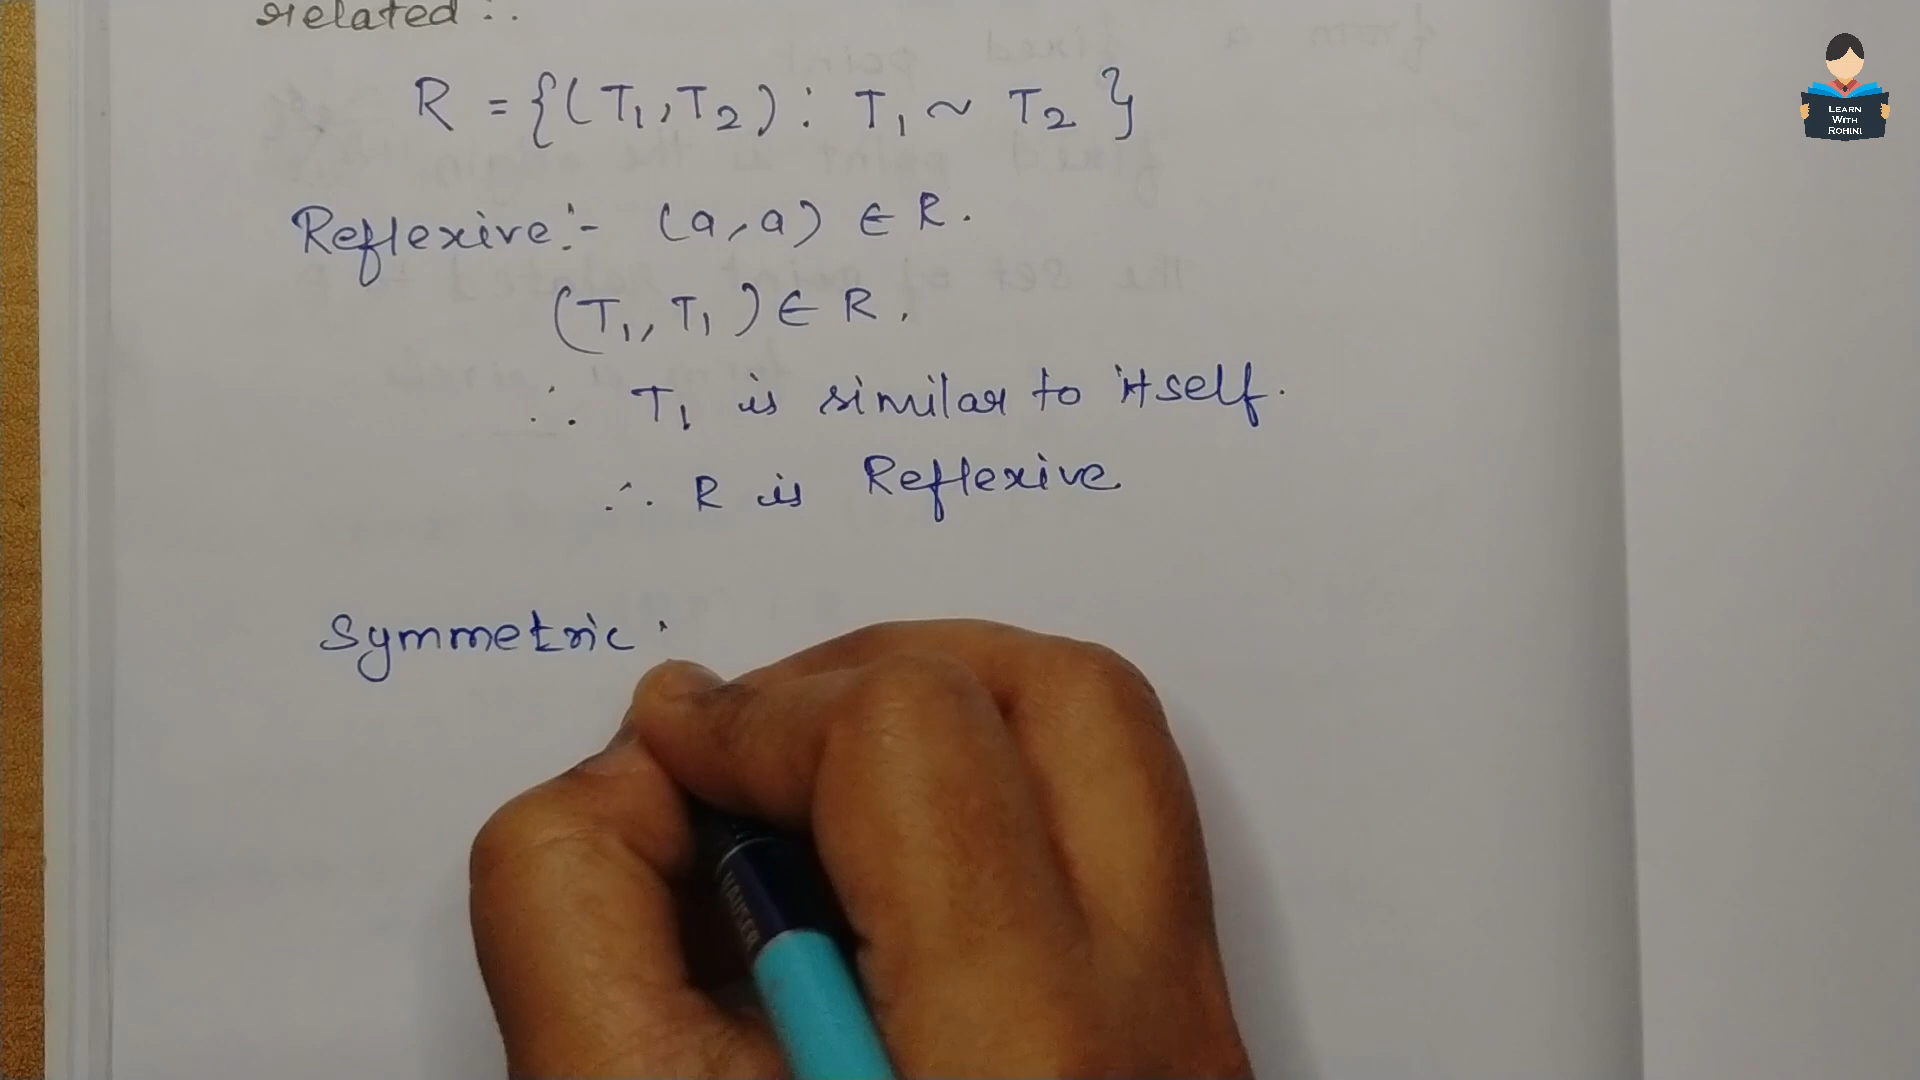 related :.
R = {(T1, T2) : T1 ~ T2 }
Reflexive :- (a, a) ∈ R.
(T1, T1) ∈ R.
∴ T1 is similar to itself.
∴ R is Reflexive
Symmetric
LEARN
WITH
ROHINI
HAUSER